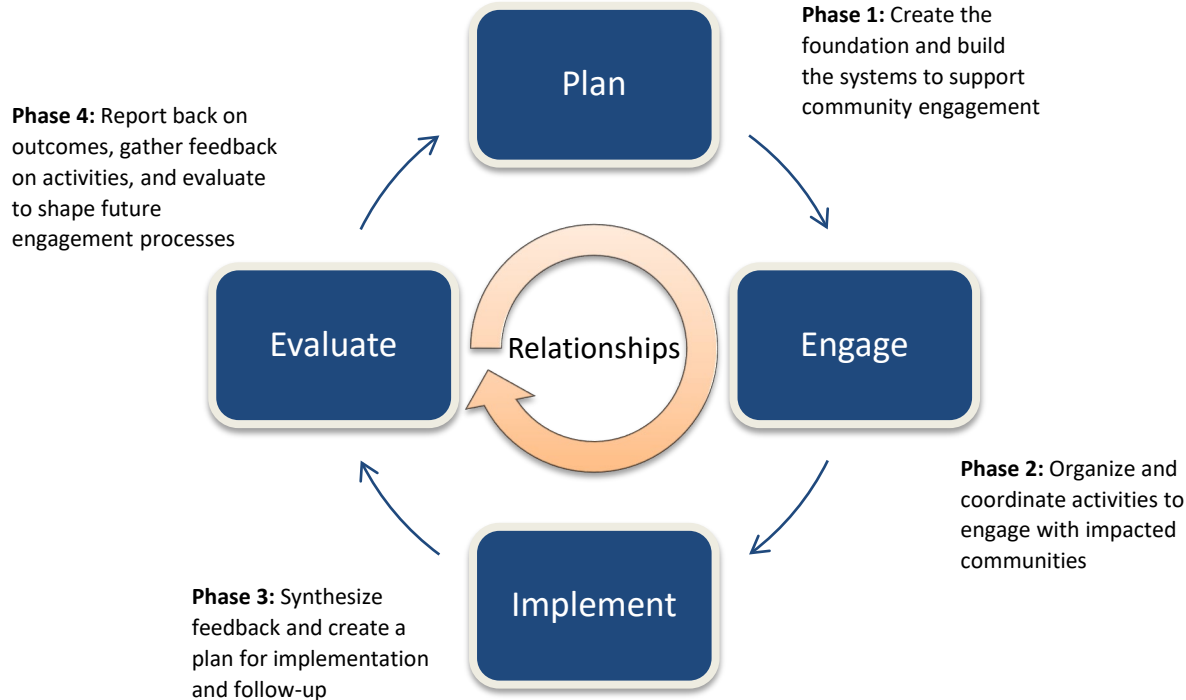 Plan
Phase 1: Create the
foundation and build
the systems to support
community engagement
Phase 4: Report back on
outcomes, gather feedback
on activities, and evaluate
to shape future
engagement processes
Evaluate
Relationships
Engage
Phase 2: Organize and
coordinate activities to
engage with impacted
communities
Implement
Phase 3: Synthesize
feedback and create a
plan for implementation
and follow-up